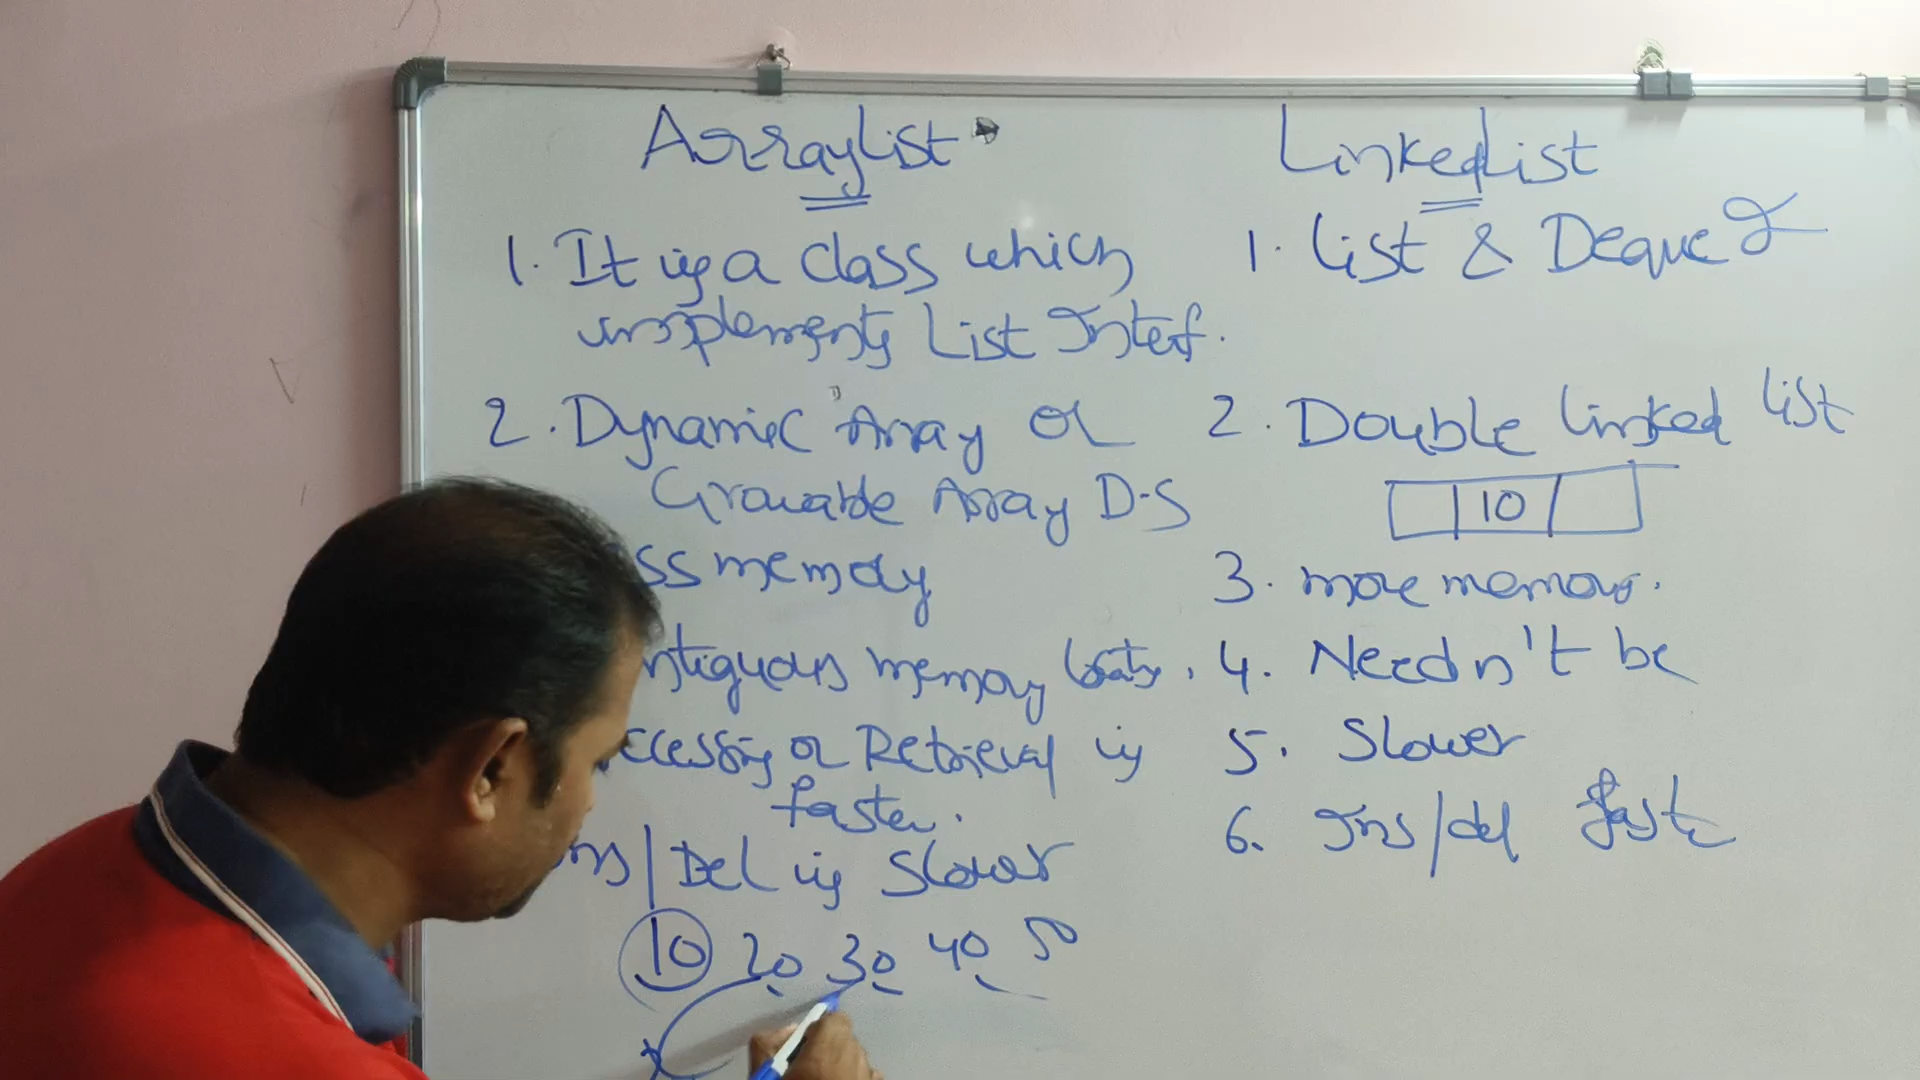 ArrayList
1. It is a class which
implements List Interf.
2. Dynamic Array or
Growable Array D-S
ss memory
ntiguous memory
ccessing or Retrieval is
faster.
ns/Del is slower
10 20 30 40 50
LinkedList
1. List & Deque
2. Double linked list
10
3. more memory.
4. Needn't be
5. Slower
6. Ins/del fast